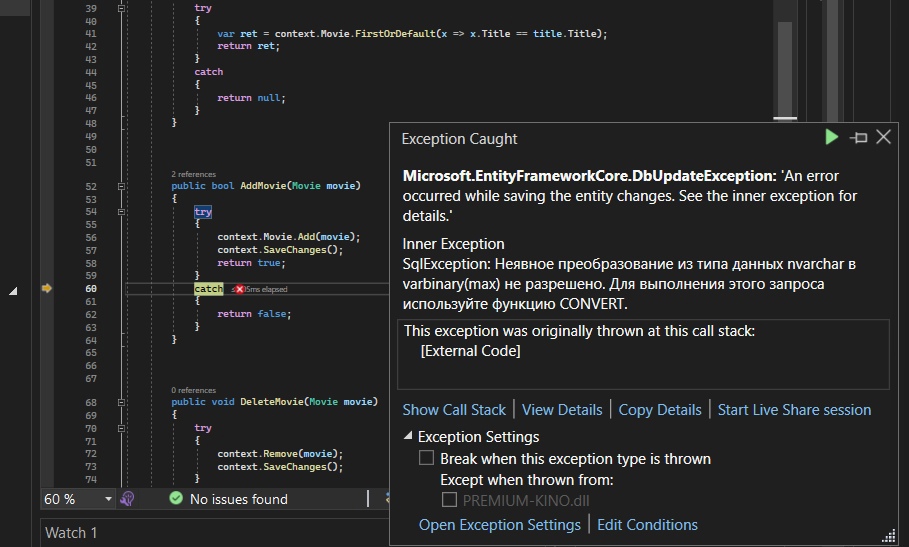 39 try
40 {
41 var ret = context.Movie.FirstOrDefault(x => x.Title == title.Title);
42 return ret;
43 }
44 catch
45 {
46 return null;
47 }
48 }
49
50
51
2 references
52 public bool AddMovie(Movie movie)
53 {
54 try
55 {
56 context.Movie.Add(movie);
57 context.SaveChanges();
58 return true;
59 }
60 catch elapsed
61 {
62 return false;
63 }
64 }
65
66
67
0 references
68 public void DeleteMovie(Movie movie)
69 {
70 try
71 {
72 context.Remove(movie);
73 context.SaveChanges();
74 }
60 %
No issues found
Watch 1
Exception Caught
Microsoft.EntityFrameworkCore.DbUpdateException: 'An error
occurred while saving the entity changes. See the inner exception for
details.'
Inner Exception
SqlException: Неявное преобразование из типа данных nvarchar в
varbinary(max) не разрешено. Для выполнения этого запроса
используйте функцию CONVERT.
This exception was originally thrown at this call stack:
[External Code]
Show Call Stack | View Details | Copy Details | Start Live Share session
Exception Settings
Break when this exception type is thrown
Except when thrown from:
PREMIUM-KINO.dll
Open Exception Settings | Edit Conditions